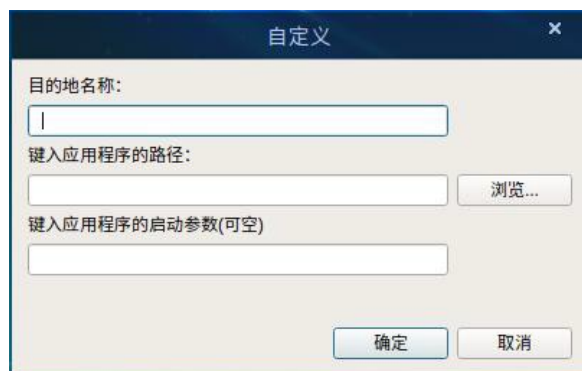 自定义
目的地名称：
键入应用程序的路径：
浏览...
键入应用程序的启动参数(可空)
确定
取消